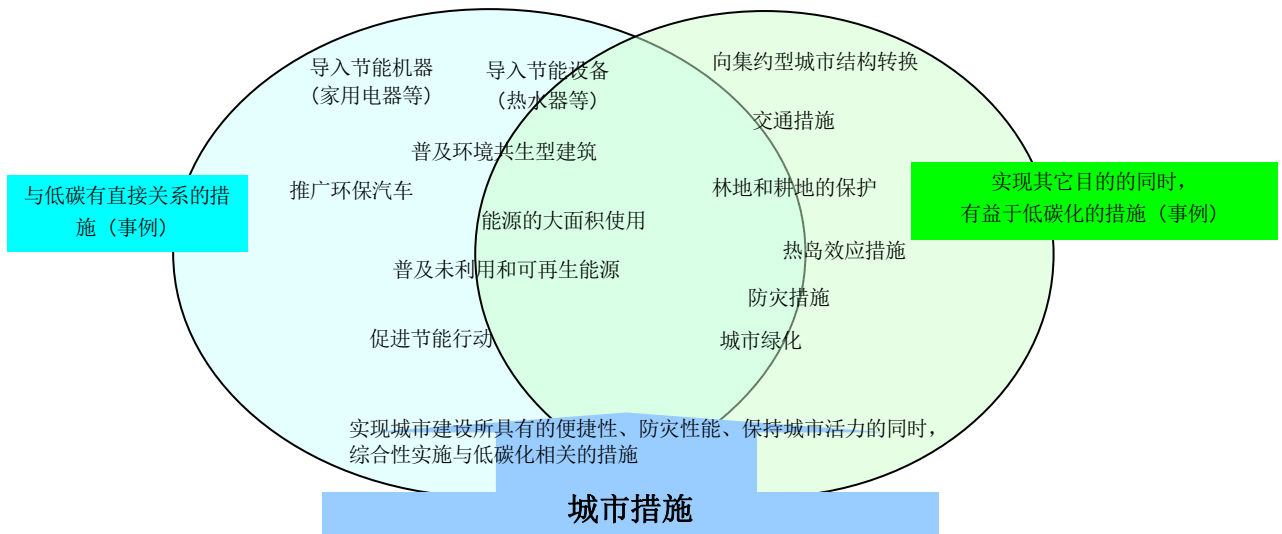 导入节能机器
（家用电器等）
导入节能设备
（热水器等）
向集约型城市结构转换
交通措施
普及环境共生型建筑
推广环保汽车
林地和耕地的保护
与低碳有直接关系的措
施（事例）
实现其它目的的同时，
有益于低碳化的措施（事例）
能源的大面积使用
热岛效应措施
普及未利用和可再生能源
防灾措施
促进节能行动
城市绿化
实现城市建设所具有的便捷性、防灾性能、保持城市活力的同时，
综合性实施与低碳化相关的措施
城市措施